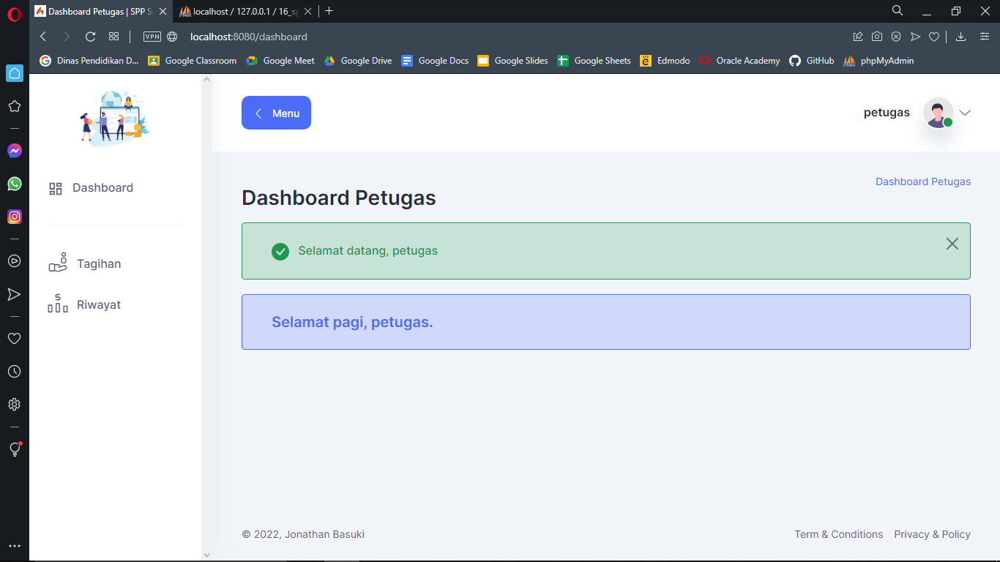 Dashboard Petugas | SPP S
localhost / 127.0.0.1 / 16_sp
VPN
localhost:8080/dashboard
Dinas Pendidikan D...
Google Classroom
Google Meet
Google Drive
Google Docs
Google Slides
Google Sheets
Edmodo
Oracle Academy
GitHub
phpMyAdmin
Menu
petugas
Dashboard
Tagihan
Riwayat
Dashboard Petugas
Dashboard Petugas
Selamat datang, petugas
Selamat pagi, petugas.
© 2022, Jonathan Basuki
Term & Conditions
Privacy & Policy